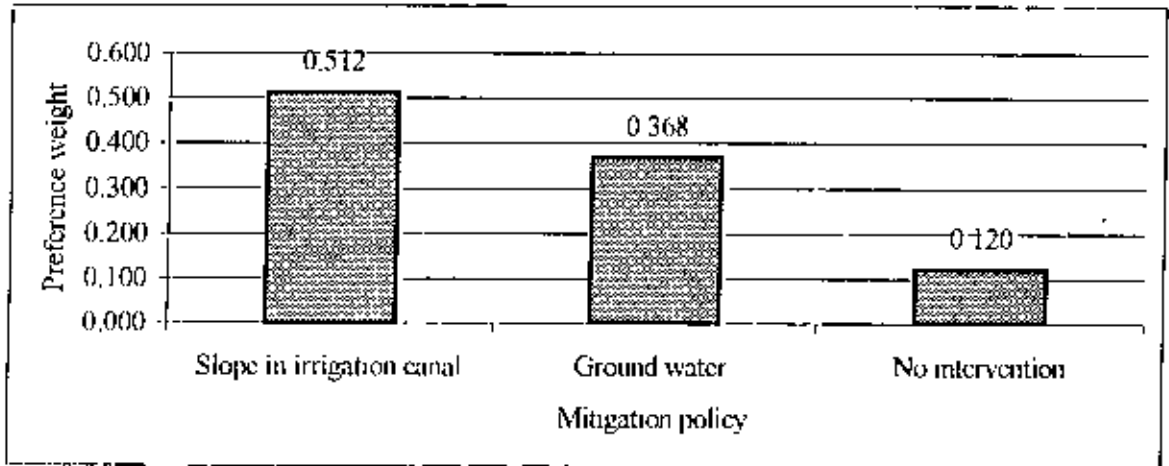 0.600
0.512
0.500
0 368
0.400
0.300
0.200
0 120
0.100
0,000
Preference weight
Slope in irrigation canal
Ground water
No intervention
Mitigation policy